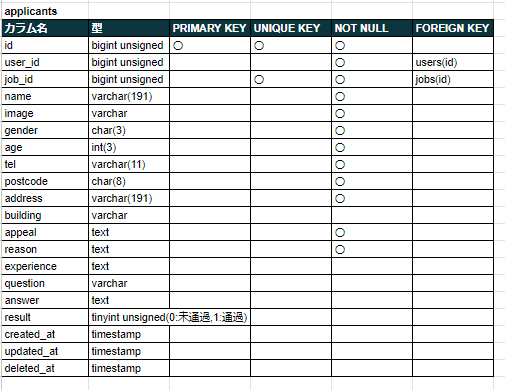 applicants
カラム名 型 PRIMARY KEY UNIQUE KEY NOT NULL FOREIGN KEY
id bigint unsigned ○ ○ ○
user_id bigint unsigned ○ users(id)
job_id bigint unsigned ○ ○ jobs(id)
name varchar(191) ○
image varchar ○
gender char(3) ○
age int(3) ○
tel varchar(11) ○
postcode char(8) ○
address varchar(191) ○
building varchar
appeal text ○
reason text ○
experience text
question varchar
answer text
result tinyint unsigned(0:未通過,1:通過)
created_at timestamp
updated_at timestamp
deleted_at timestamp